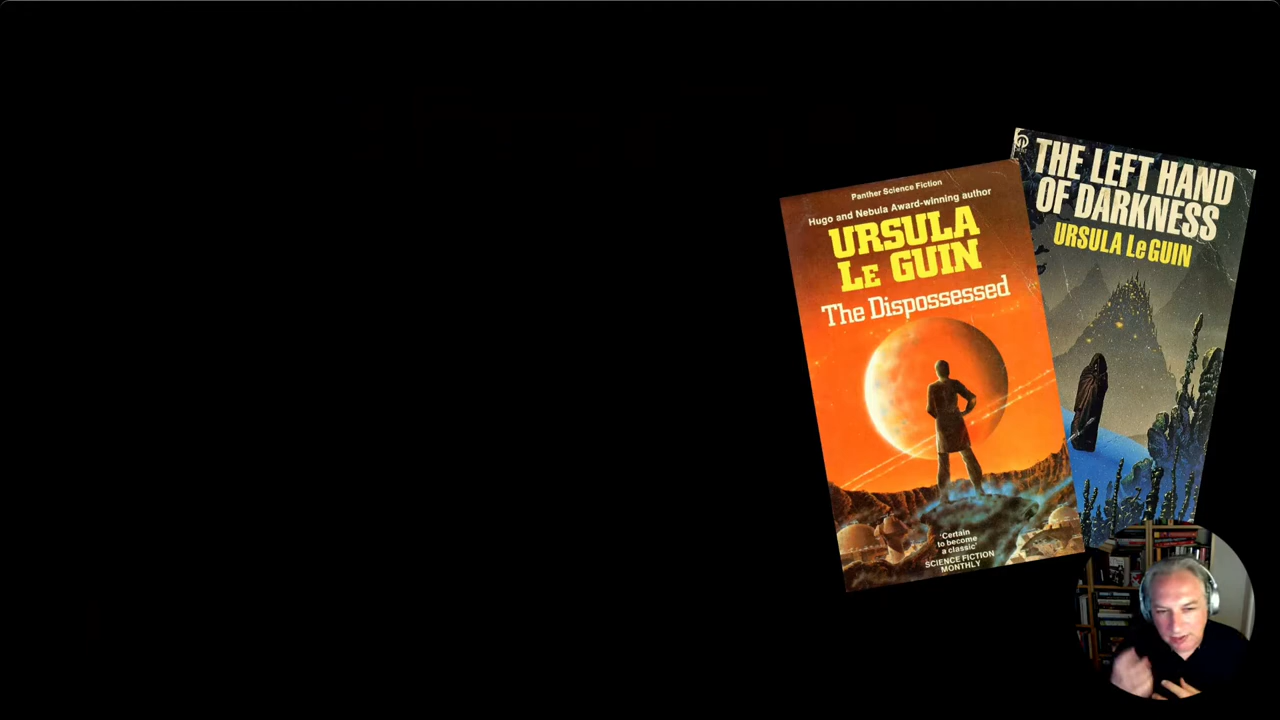 Panther Science Fiction
Hugo and Nebula Award-winning author
URSULA
LE GUIN
The Dispossessed
'Certain
to become
a classic'
SCIENCE FICTION
MONTHLY
THE LEFT HAND
OF DARKNESS
URSULA Le GUIN